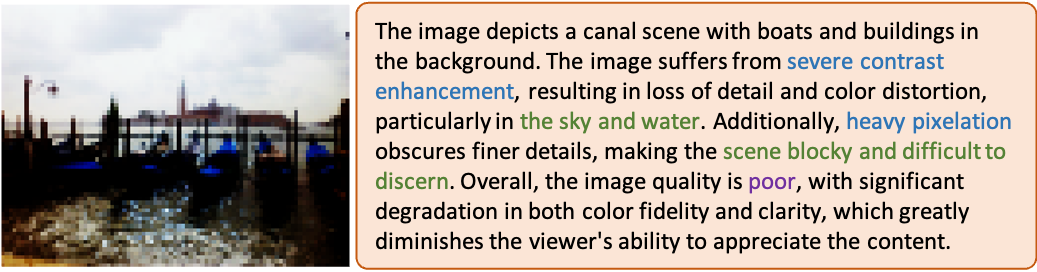 The image depicts a canal scene with boats and buildings in
the background. The image suffers from severe contrast
enhancement, resulting in loss of detail and color distortion,
particularly in the sky and water. Additionally, heavy pixelation
obscures finer details, making the scene blocky and difficult to
discern. Overall, the image quality is poor, with significant
degradation in both color fidelity and clarity, which greatly
diminishes the viewer's ability to appreciate the content.